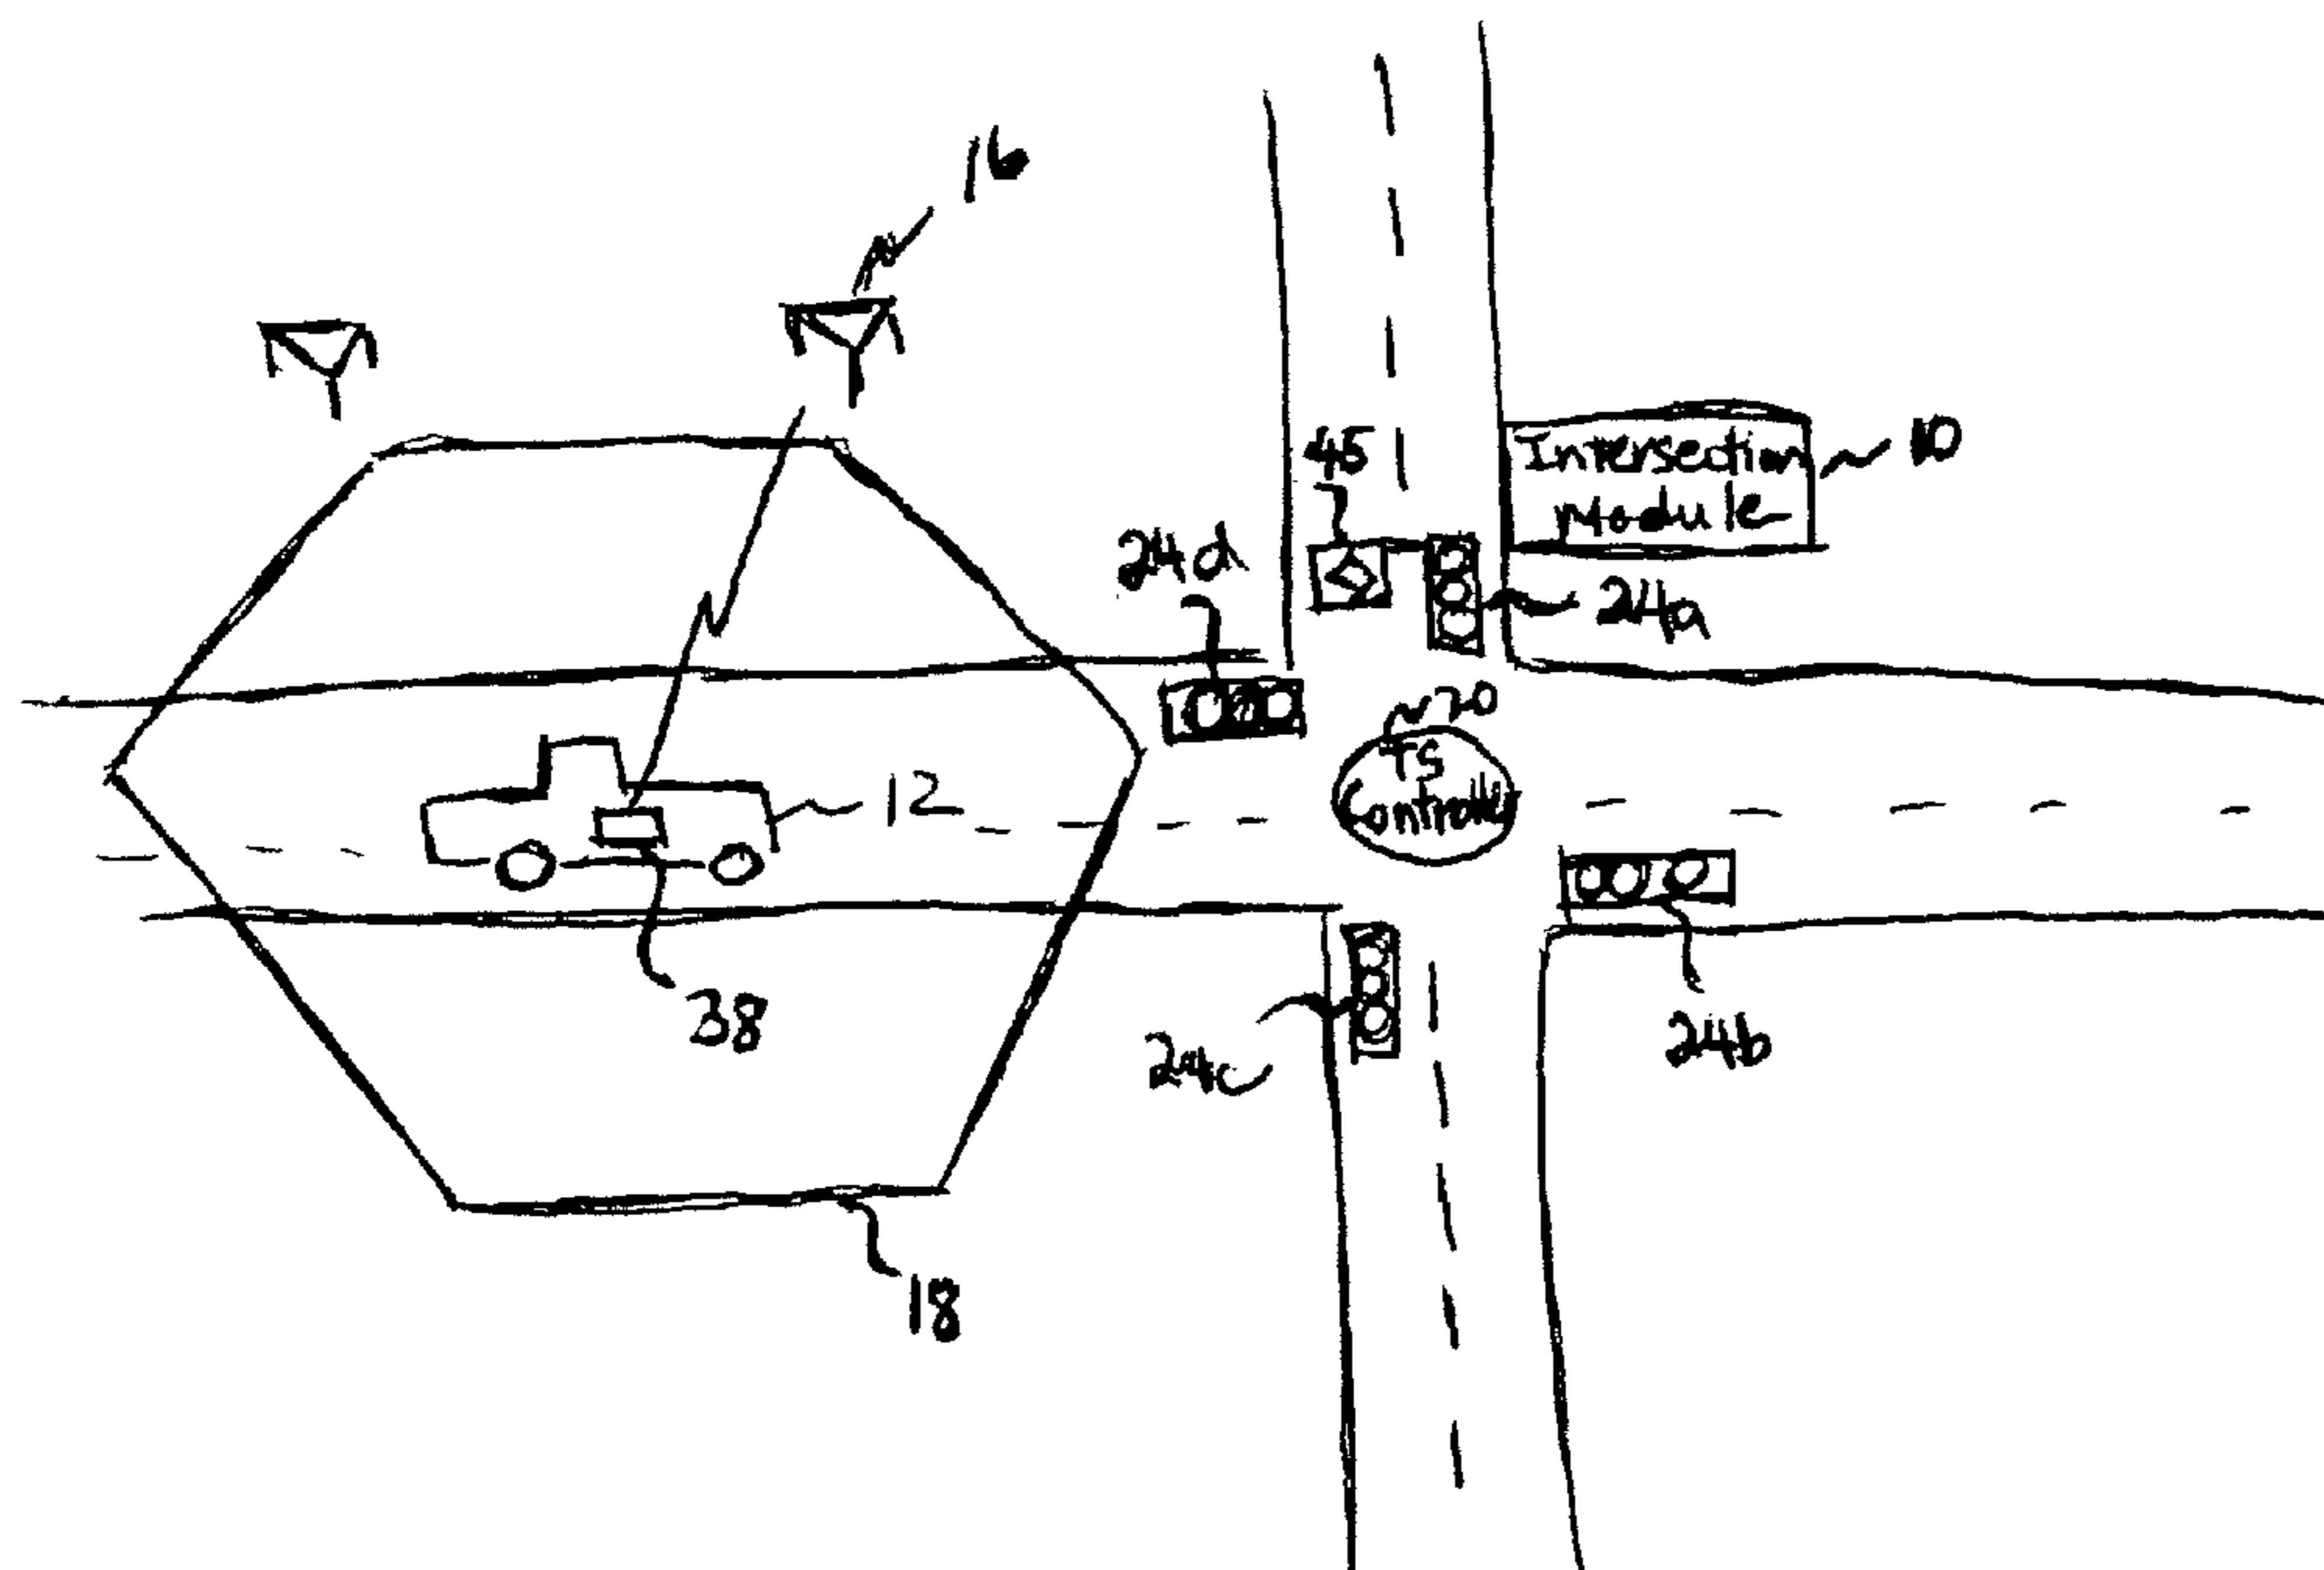 16
45
Intersection
Module
10
24d
24a
20
TS
Controller
12
38
24c
24b
18